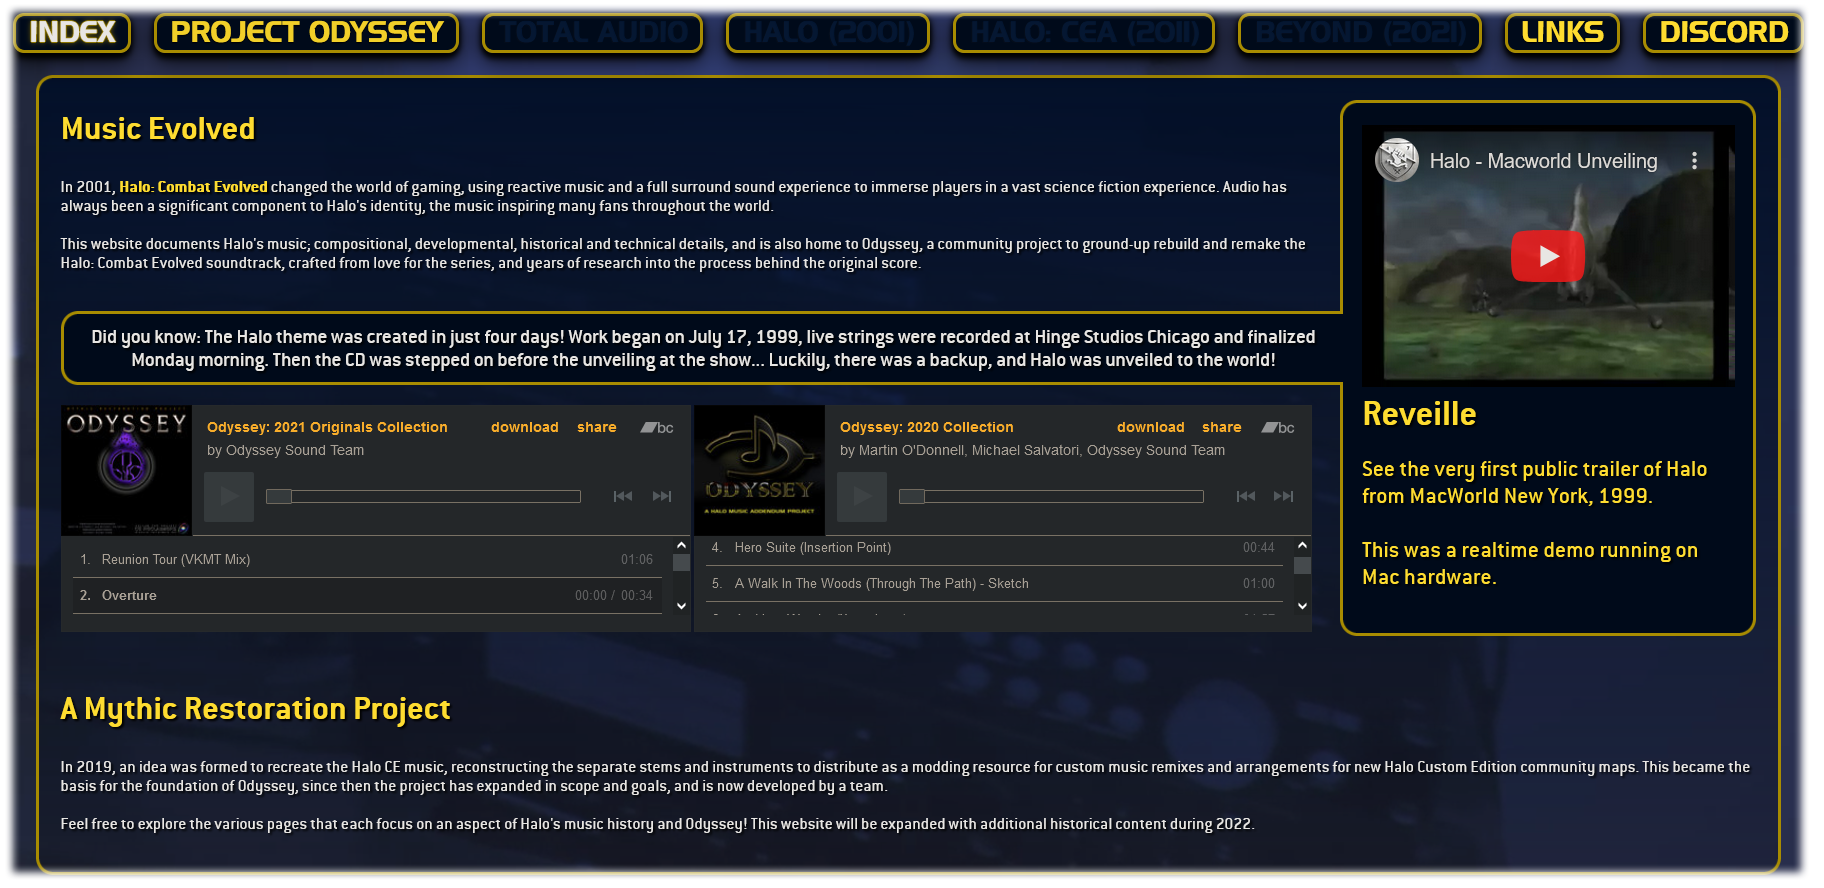 INDEX
PROJECT ODYSSEY
TOTAL AUDIO
HALO (2001)
HALO: CEA (2011)
BEYOND (2021)
LINKS
DISCORD
Music Evolved
In 2001, Halo: Combat Evolved changed the world of gaming, using reactive music and a full surround sound experience to immerse players in a vast science fiction experience. Audio has
always been a significant component to Halo's identity, the music inspiring many fans throughout the world.
This website documents Halo's music; compositional, developmental, historical and technical details, and is also home to Odyssey, a community project to ground-up rebuild and remake the
Halo: Combat Evolved soundtrack, crafted from love for the series, and years of research into the process behind the original score.
Did you know: The Halo theme was created in just four days! Work began on July 17, 1999, live strings were recorded at Hinge Studios Chicago and finalized
Monday morning. Then the CD was stepped on before the unveiling at the show... Luckily, there was a backup, and Halo was unveiled to the world!
ODYSSEY
Odyssey: 2021 Originals Collection
download
share
bc
by Odyssey Sound Team
1. Reunion Tour (VKMT Mix) 01:06
2. Overture 00:00 / 00:34
ODYSSEY
A HALO MUSIC ADDENDUM PROJECT
Odyssey: 2020 Collection
download
share
bc
by Martin O'Donnell, Michael Salvatori, Odyssey Sound Team
4. Hero Suite (Insertion Point) 00:44
5. A Walk In The Woods (Through The Path) - Sketch 01:00
Halo - Macworld Unveiling
Reveille
See the very first public trailer of Halo
from MacWorld New York, 1999.
This was a realtime demo running on
Mac hardware.
A Mythic Restoration Project
In 2019, an idea was formed to recreate the Halo CE music, reconstructing the separate stems and instruments to distribute as a modding resource for custom music remixes and arrangements for new Halo Custom Edition community maps. This became the
basis for the foundation of Odyssey, since then the project has expanded in scope and goals, and is now developed by a team.
Feel free to explore the various pages that each focus on an aspect of Halo's music history and Odyssey! This website will be expanded with additional historical content during 2022.